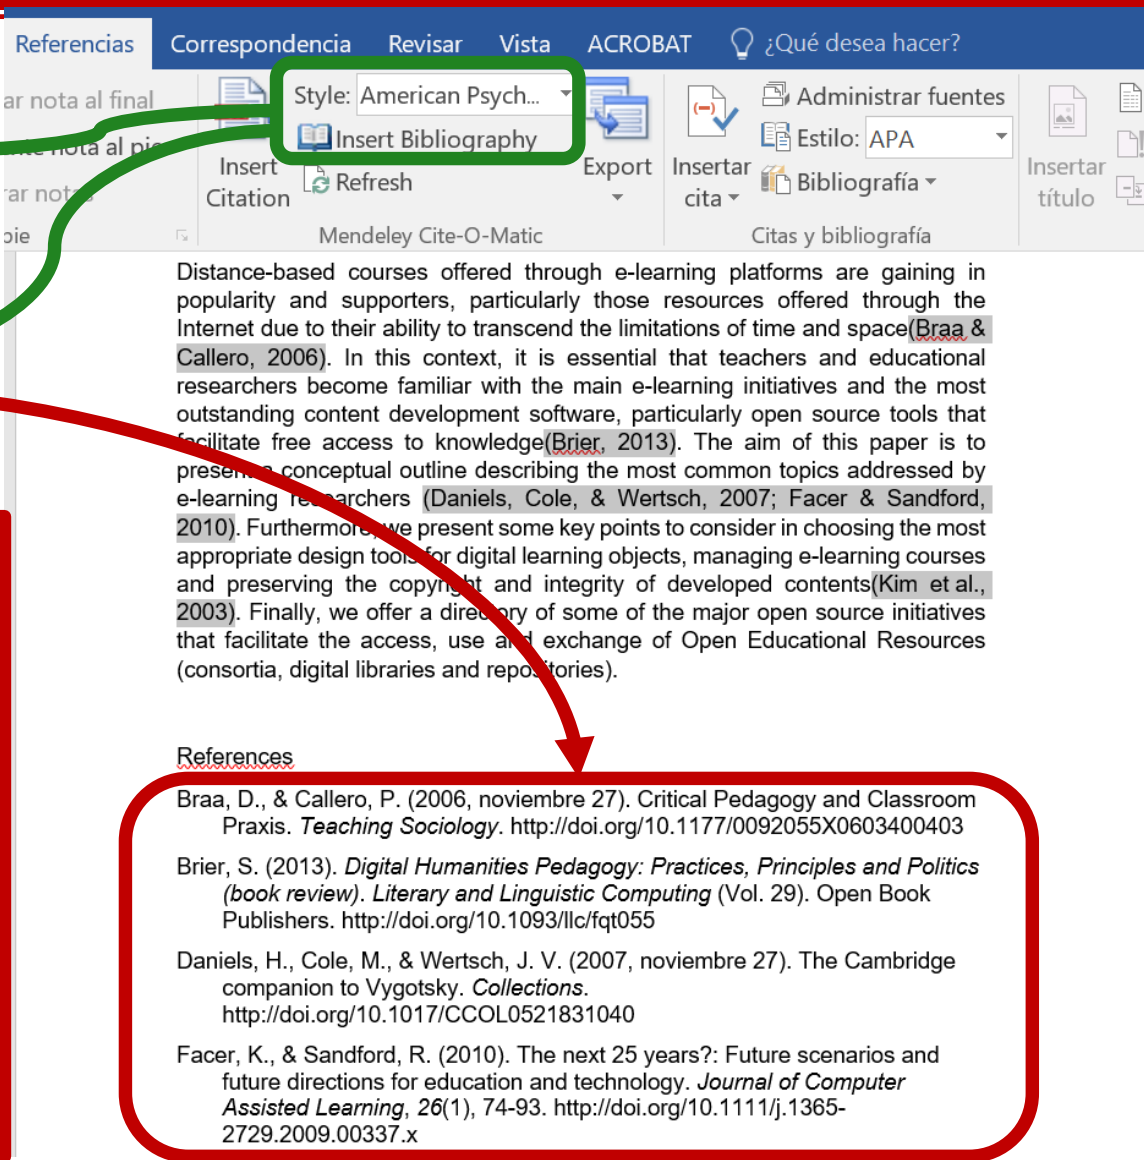 Referencias Correspondencia Revisar Vista ACROBAT ¿Qué desea hacer?
ar nota al final
nota al pie
ar notas
pie
Insert
Citation
Style: American Psych...
Insert Bibliography
Refresh
Export
Mendeley Cite-O-Matic
Insertar
cita
Administrar fuentes
Estilo: APA
Bibliografía
Citas y bibliografía
Insertar
título
Distance-based courses offered through e-learning platforms are gaining in
popularity and supporters, particularly those resources offered through the
Internet due to their ability to transcend the limitations of time and space(Braa &
Callero, 2006). In this context, it is essential that teachers and educational
researchers become familiar with the main e-learning initiatives and the most
outstanding content development software, particularly open source tools that
facilitate free access to knowledge(Brier, 2013). The aim of this paper is to
present a conceptual outline describing the most common topics addressed by
e-learning researchers (Daniels, Cole, & Wertsch, 2007; Facer & Sandford,
2010). Furthermore, we present some key points to consider in choosing the most
appropriate design tools for digital learning objects, managing e-learning courses
and preserving the copyright and integrity of developed contents(Kim et al.,
2003). Finally, we offer a directory of some of the major open source initiatives
that facilitate the access, use and exchange of Open Educational Resources
(consortia, digital libraries and repositories).
References
Braa, D., & Callero, P. (2006, noviembre 27). Critical Pedagogy and Classroom
Praxis. Teaching Sociology. http://doi.org/10.1177/0092055X0603400403
Brier, S. (2013). Digital Humanities Pedagogy: Practices, Principles and Politics
(book review). Literary and Linguistic Computing (Vol. 29). Open Book
Publishers. http://doi.org/10.1093/llc/fqt055
Daniels, H., Cole, M., & Wertsch, J. V. (2007, noviembre 27). The Cambridge
companion to Vygotsky. Collections.
http://doi.org/10.1017/CCOL0521831040
Facer, K., & Sandford, R. (2010). The next 25 years?: Future scenarios and
future directions for education and technology. Journal of Computer
Assisted Learning, 26(1), 74-93. http://doi.org/10.1111/j.1365-
2729.2009.00337.x